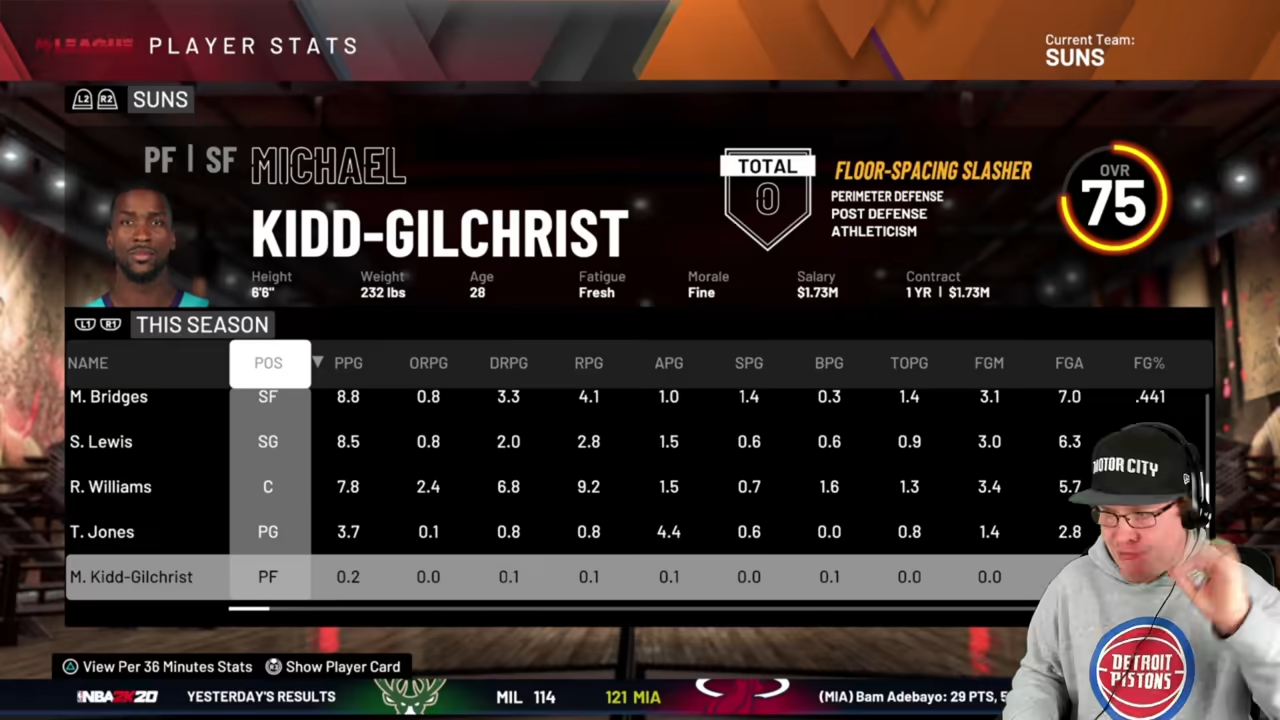 MyLEAGUE PLAYER STATS
Current Team:
SUNS
L2 R2 SUNS
PF | SF MICHAEL
KIDD-GILCHRIST
TOTAL
0
FLOOR-SPACING SLASHER
PERIMETER DEFENSE
POST DEFENSE
ATHLETICISM
OVR
75
Height Weight Age Fatigue Morale Salary Contract
6'6" 232 lbs 28 Fresh Fine $1.73M 1 YR | $1.73M
L1 R1 THIS SEASON
NAME POS PPG ORPG DRPG RPG APG SPG BPG TOPG FGM FGA FG%
M. Bridges SF 8.8 0.8 3.3 4.1 1.0 1.4 0.3 1.4 3.1 7.0 .441
S. Lewis SG 8.5 0.8 2.0 2.8 1.5 0.6 0.6 0.9 3.0 6.3
R. Williams C 7.8 2.4 6.8 9.2 1.5 0.7 1.6 1.3 3.4 5.7
T. Jones PG 3.7 0.1 0.8 0.8 4.4 0.6 0.0 0.8 1.4 2.8
M. Kidd-Gilchrist PF 0.2 0.0 0.1 0.1 0.1 0.0 0.1 0.0 0.0
MOTOR CITY
DETROIT
PISTONS
View Per 36 Minutes Stats Show Player Card
NBA2K20 YESTERDAY'S RESULTS MIL 114 121 MIA (MIA) Bam Adebayo: 29 PTS,